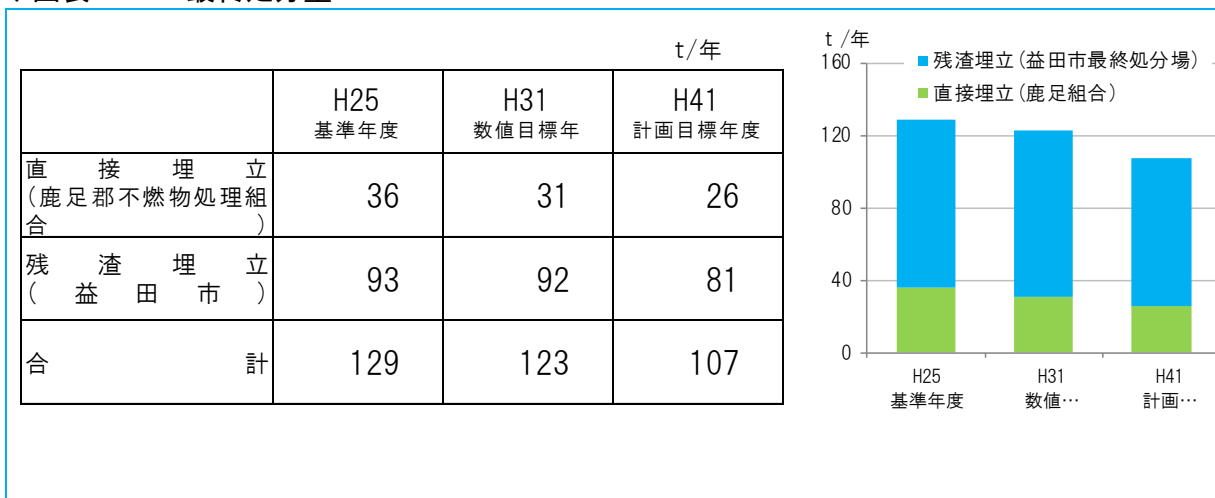 t/年
H25 H31 H41
基準年度 数値目標年 計画目標年度
直接埋立
(鹿足郡不燃物処理組
合) 36 31 26
残渣埋立
(益田市) 93 92 81
合計 129 123 107
t /年
160
120
80
40
0
残渣埋立(益田市最終処分場)
直接埋立(鹿足組合)
H25 H31 H41
基準年度 数値… 計画…